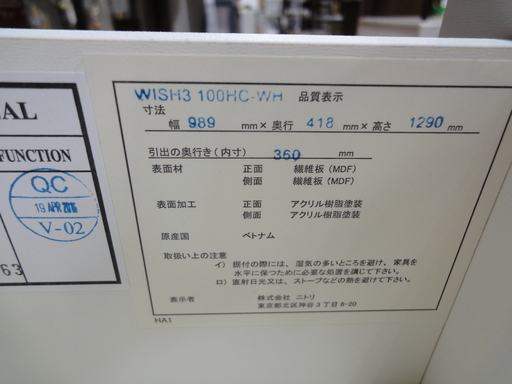 WISH3 100HC-WH 品質表示
寸法
幅 989 mm× 奥行 418 mm× 高さ 1290 mm
引出の奥行き(内寸) 360 mm
表面材 正面 繊維板(MDF)
側面 繊維板(MDF)
表面加工 正面 アクリル樹脂塗装
側面 アクリル樹脂塗装
原産国 ベトナム
取扱い上の注意
イ) 据付の際には、湿気の多いところを避け、家具を
水平に保つために必要な処置を講じて下さい。
ロ) 直射日光又は、ストーブなどの熱を避けて下さい。
表示者 株式会社 ニトリ
東京都北区神谷3丁目6-20
HA1
AL
FUNCTION
QC
19 APR 2016
V-02
63